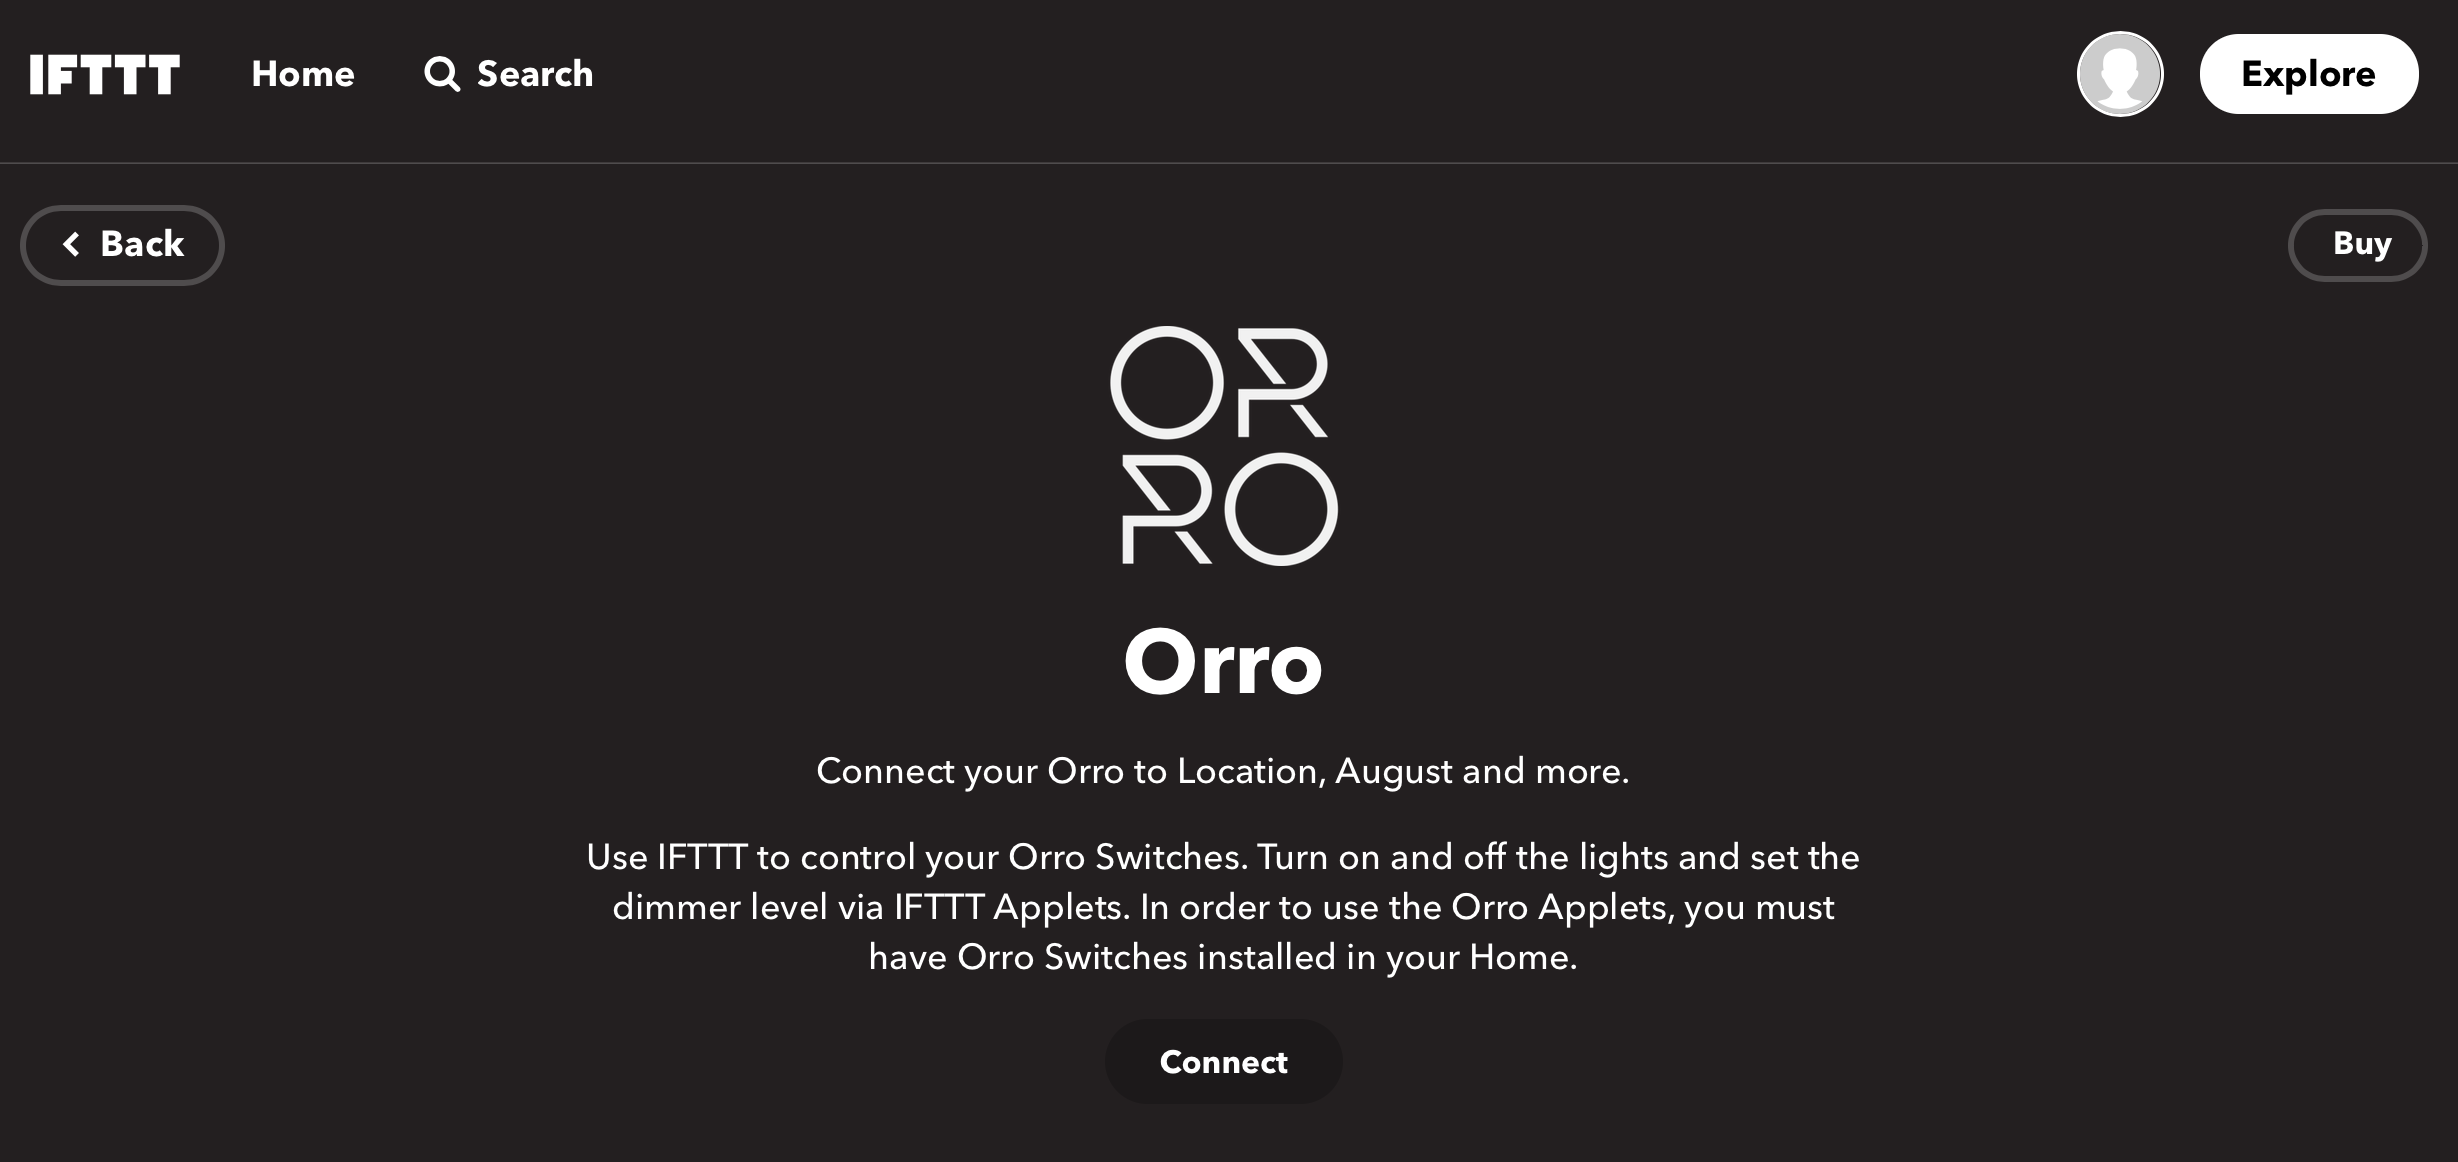 IFTTT Home Search Explore
Back Buy
OR
RO
Orro
Connect your Orro to Location, August and more.
Use IFTTT to control your Orro Switches. Turn on and off the lights and set the
dimmer level via IFTTT Applets. In order to use the Orro Applets, you must
have Orro Switches installed in your Home.
Connect